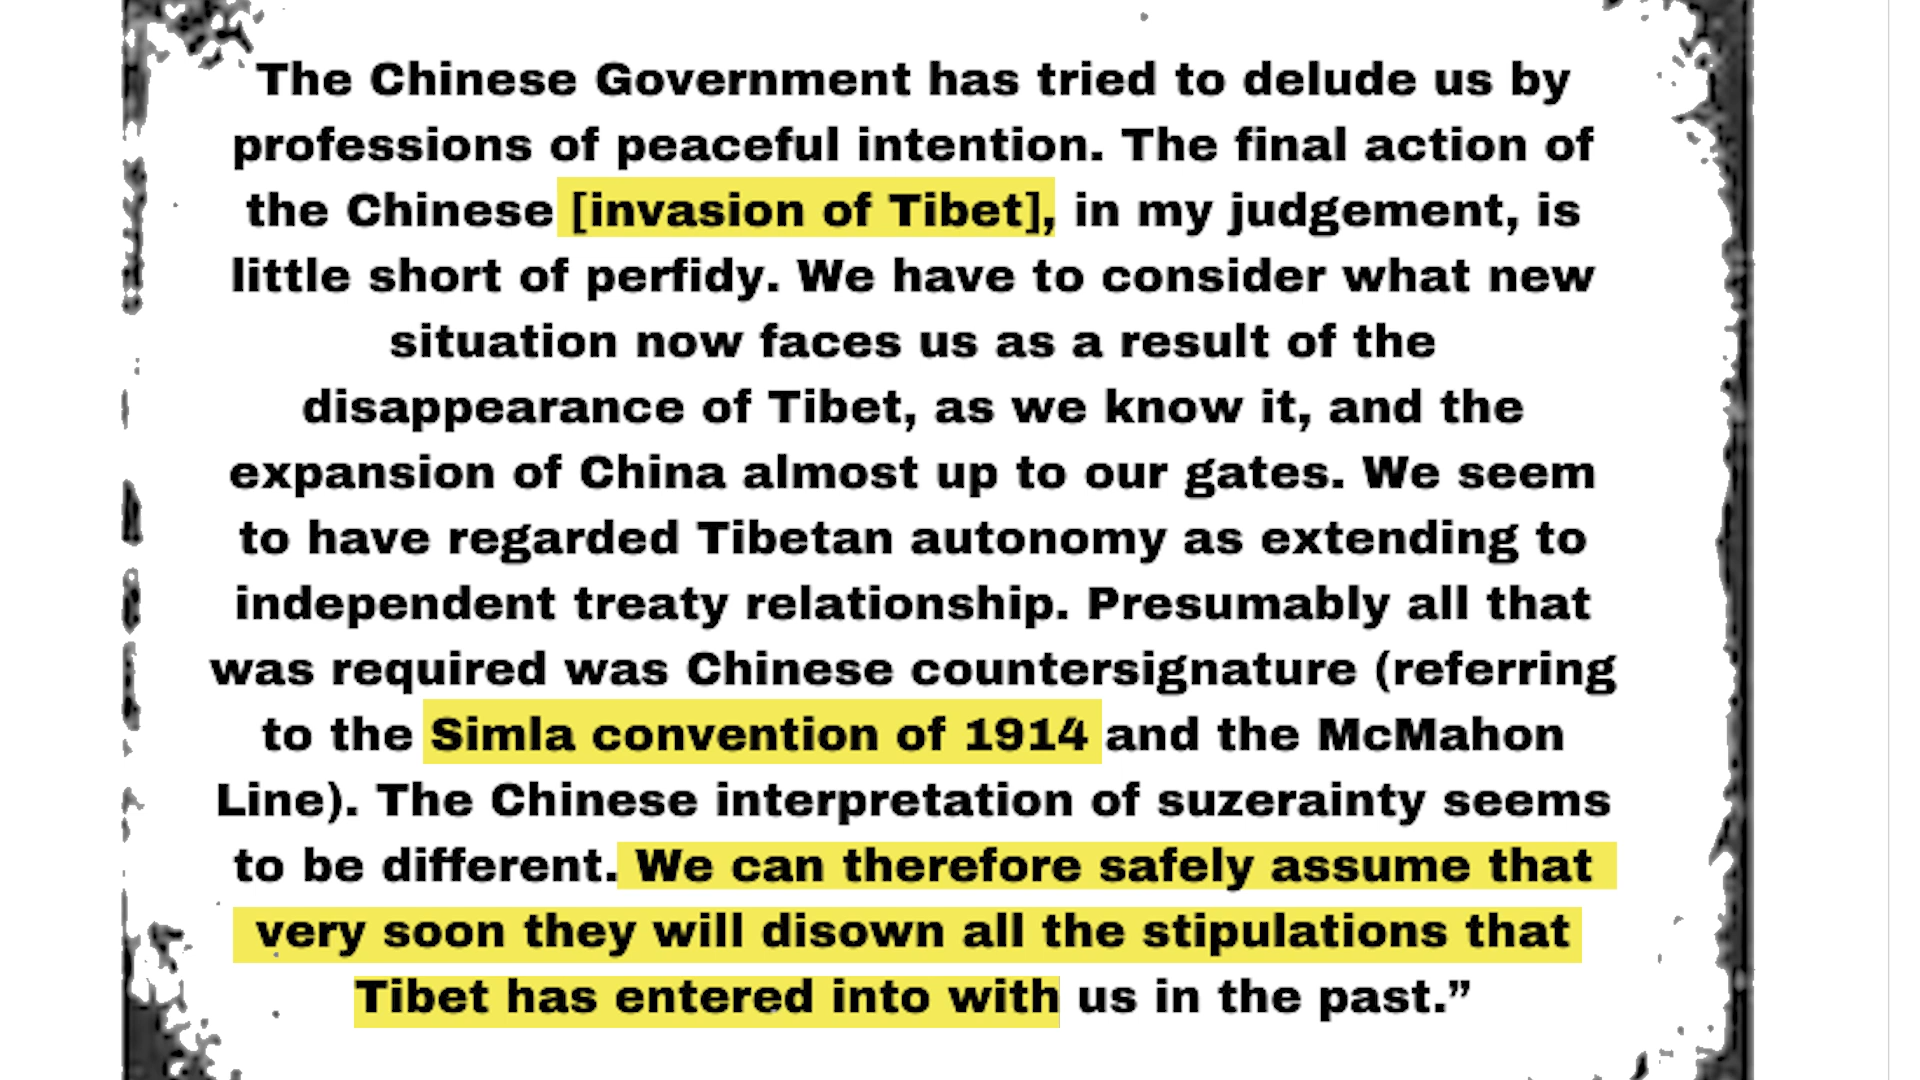 The Chinese Government has tried to delude us by
professions of peaceful intention. The final action of
the Chinese [invasion of Tibet], in my judgement, is
little short of perfidy. We have to consider what new
situation now faces us as a result of the
disappearance of Tibet, as we know it, and the
expansion of China almost up to our gates. We seem
to have regarded Tibetan autonomy as extending to
independent treaty relationship. Presumably all that
was required was Chinese countersignature (referring
to the Simla convention of 1914 and the McMahon
Line). The Chinese interpretation of suzerainty seems
to be different. We can therefore safely assume that
very soon they will disown all the stipulations that
Tibet has entered into with us in the past.”